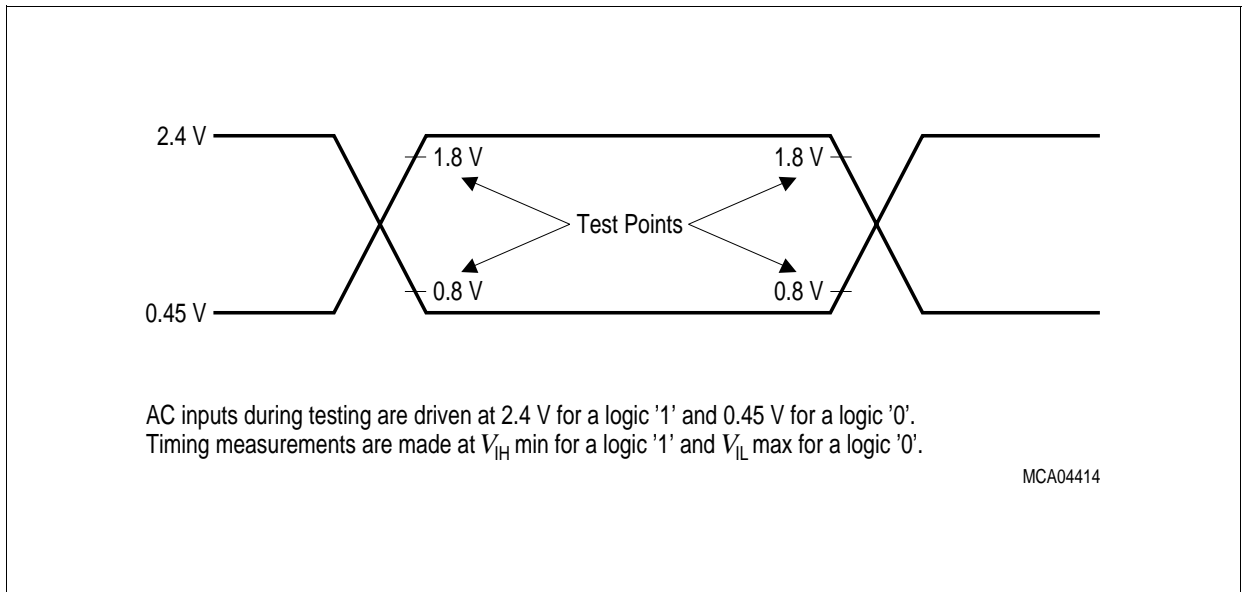 2.4 V
1.8 V
1.8 V
Test Points
0.8 V
0.8 V
0.45 V
AC inputs during testing are driven at 2.4 V for a logic '1' and 0.45 V for a logic '0'.
Timing measurements are made at VIH min for a logic '1' and VIL max for a logic '0'.
MCA04414